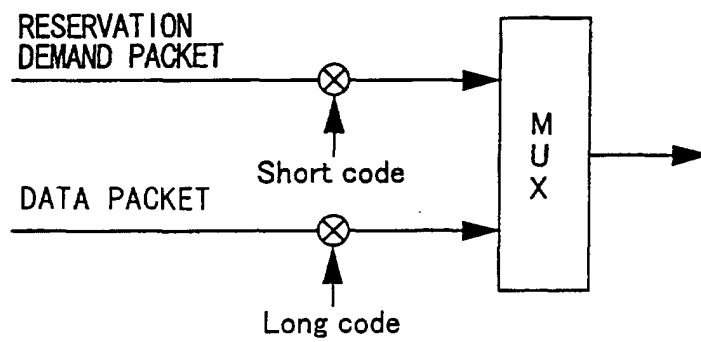 RESERVATION
DEMAND PACKET
Short code
DATA PACKET
Long code
M
U
X